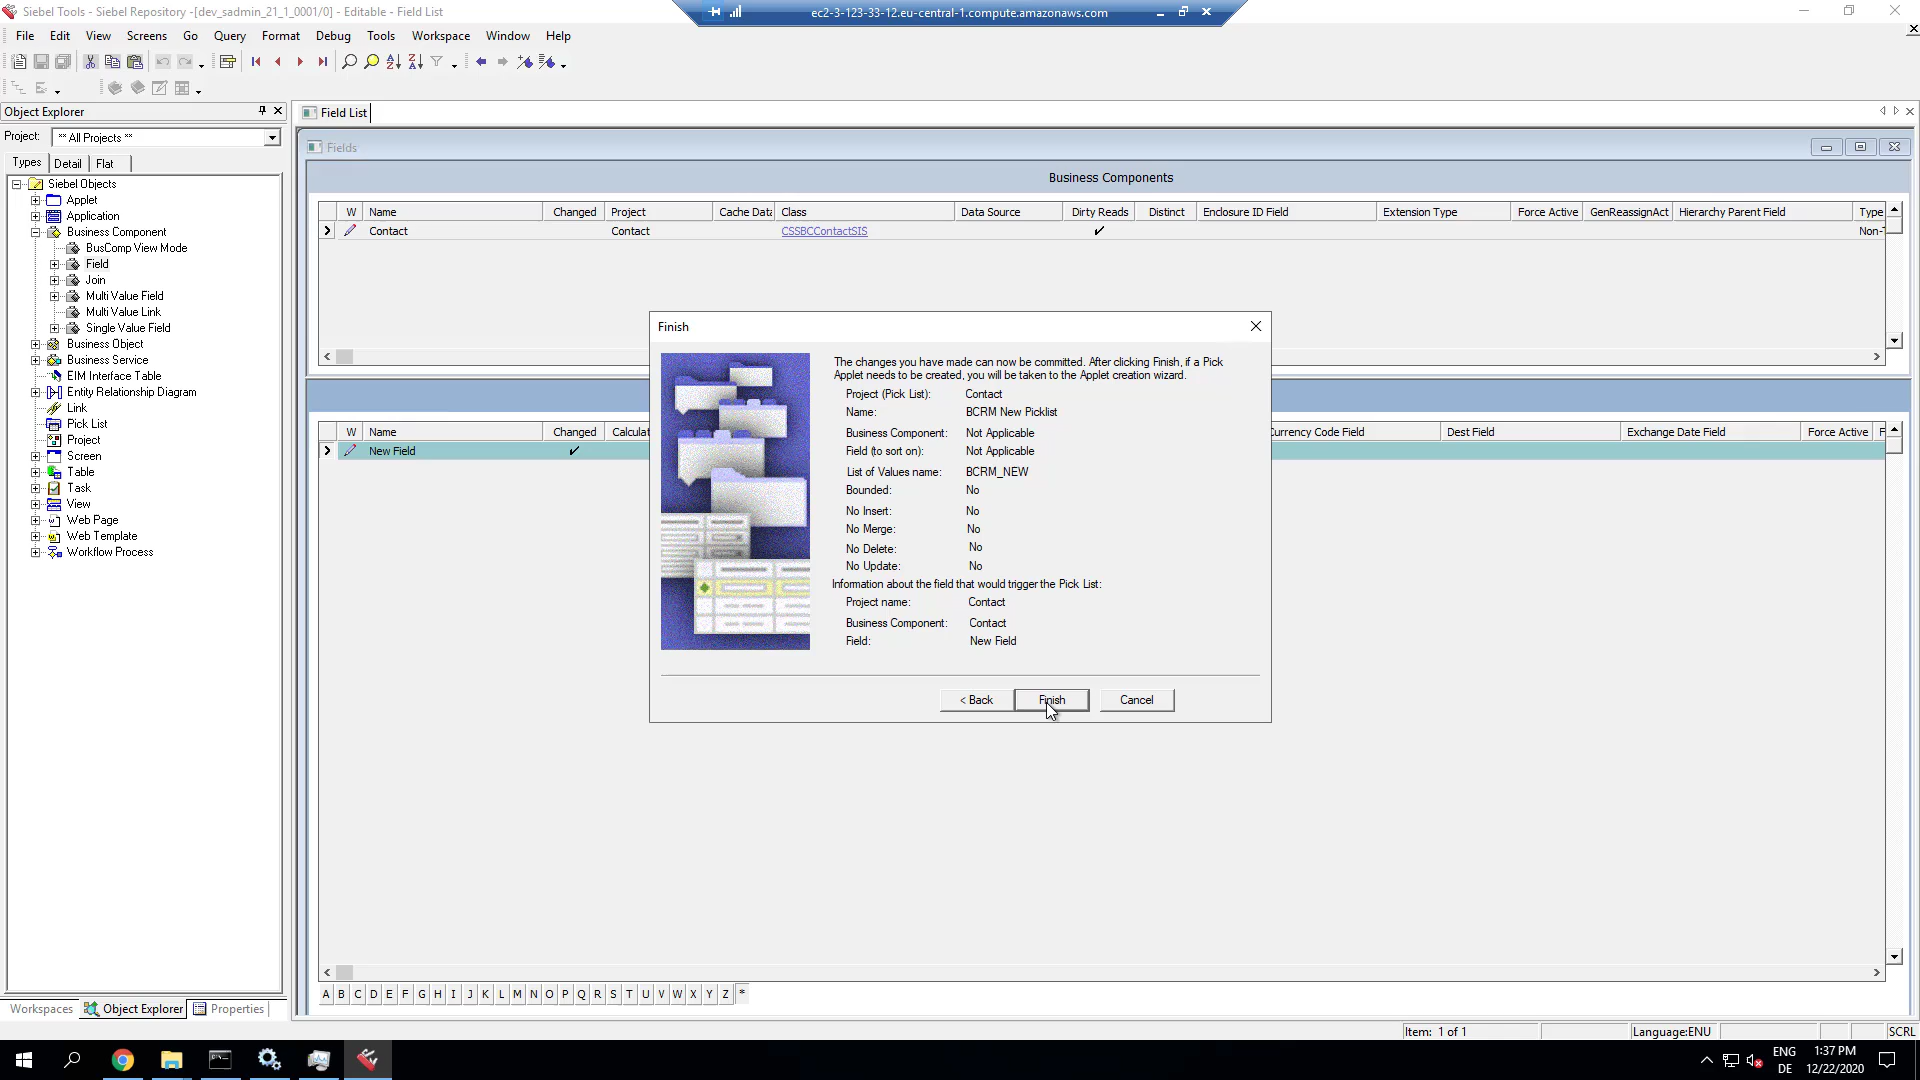 Siebel Tools - Siebel Repository -[dev_sadmin_21_1_0001/0] - Editable - Field List
ec2-3-123-33-12.eu-central-1.compute.amazonaws.com
File Edit View Screens Go Query Format Debug Tools Workspace Window Help
Object Explorer
Project: ** All Projects **
Types Detail Flat
Siebel Objects
Applet
Application
Business Component
BusComp View Mode
Field
Join
Multi Value Field
Multi Value Link
Single Value Field
Business Object
Business Service
EIM Interface Table
Entity Relationship Diagram
Link
Pick List
Project
Screen
Table
Task
View
Web Page
Web Template
Workflow Process
Workspaces Object Explorer Properties
Field List
Fields
Business Components
W Name Changed Project Cache Data Class Data Source Dirty Reads Distinct Enclosure ID Field Extension Type Force Active GenReassignAct Hierarchy Parent Field Type
Contact Contact CSSBCContactSIS Non-T
W Name Changed Calculat Currency Code Field Dest Field Exchange Date Field Force Active F
New Field
Finish
The changes you have made can now be committed. After clicking Finish, if a Pick
Applet needs to be created, you will be taken to the Applet creation wizard.
Project (Pick List): Contact
Name: BCRM New Picklist
Business Component: Not Applicable
Field (to sort on): Not Applicable
List of Values name: BCRM_NEW
Bounded: No
No Insert: No
No Merge: No
No Delete: No
No Update: No
Information about the field that would trigger the Pick List:
Project name: Contact
Business Component: Contact
Field: New Field
< Back Finish Cancel
A B C D E F G H I J K L M N O P Q R S T U V W X Y Z *
Item: 1 of 1 Language:ENU SCRL
ENG 1:37 PM
DE 12/22/2020